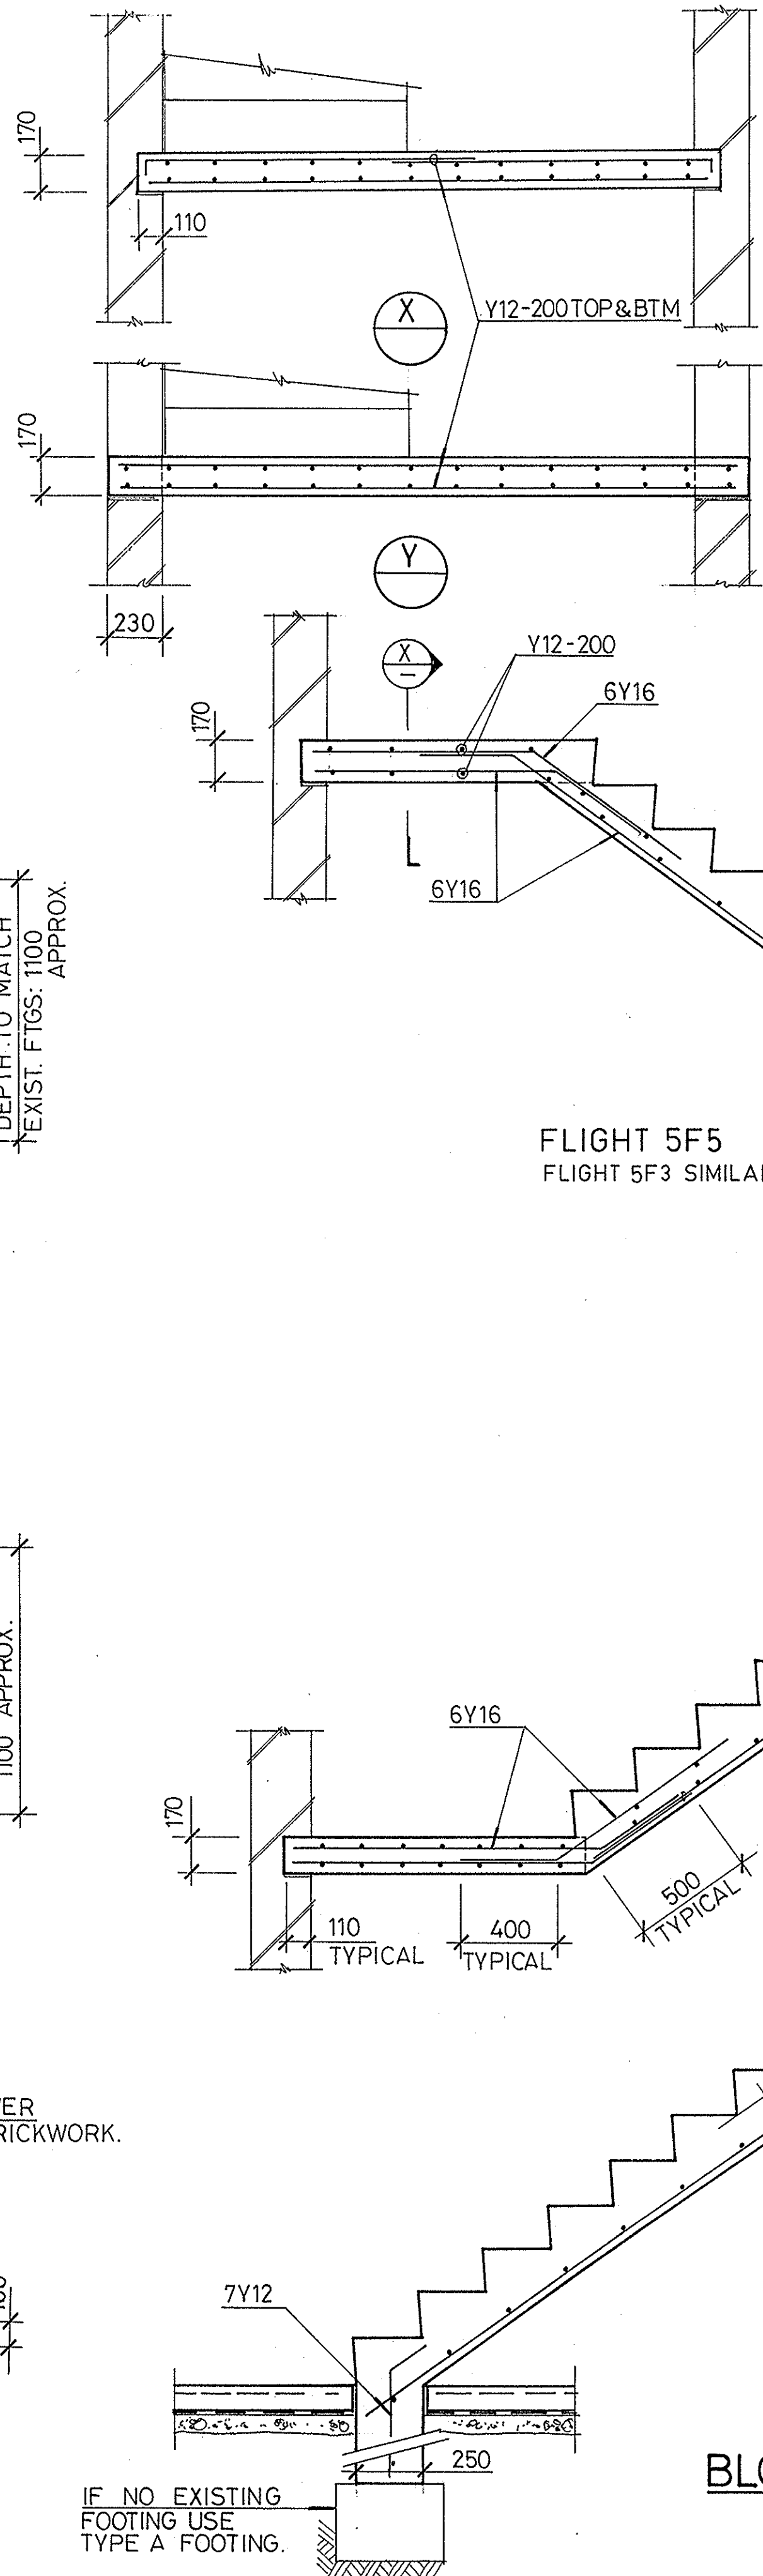 170
110
X
Y12-200 TOP & BTM
170
Y
230
X
Y12-200
6Y16
170
L
6Y16
DEPTH TO MATCH
EXIST. FTGS: 1100
APPROX.
FLIGHT 5F5
FLIGHT 5F3 SIMILA
1100 APPROX.
6Y16
170
500
TYPICAL
110
TYPICAL
400
TYPICAL
RICKWORK.
7Y12
250
IF NO EXISTING
FOOTING USE
TYPE A FOOTING.